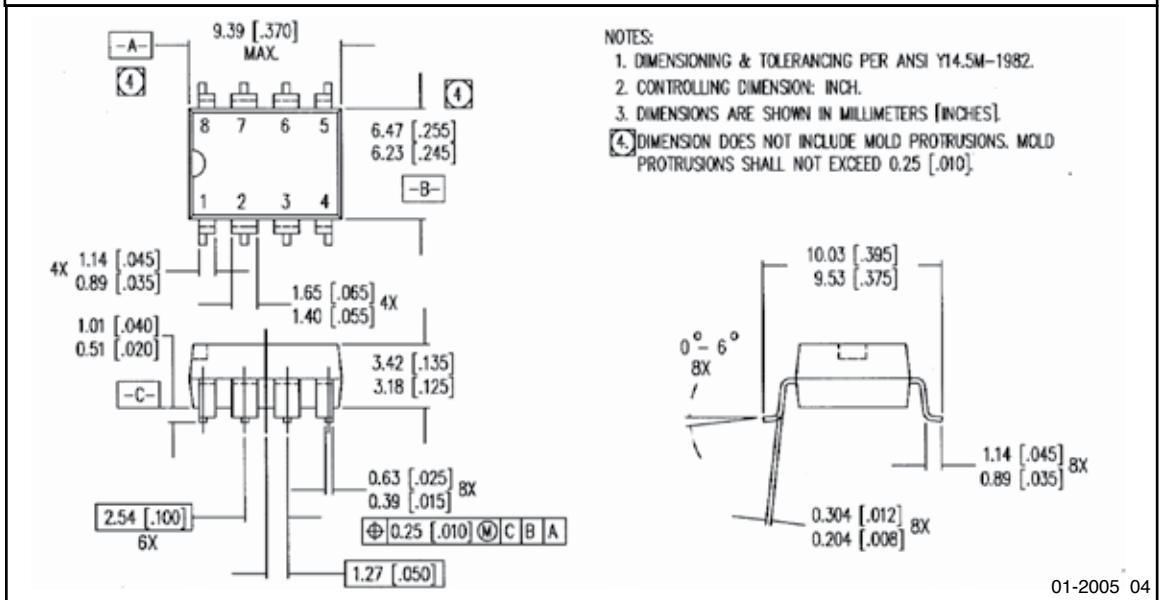 -A-
9.39 [.370]
MAX.
4
4
8 7 6 5
1 2 3 4
6.47 [.255]
6.23 [.245]
-B-
NOTES:
1. DIMENSIONING & TOLERANCING PER ANSI Y14.5M-1982.
2. CONTROLLING DIMENSION: INCH.
3. DIMENSIONS ARE SHOWN IN MILLIMETERS [INCHES].
4. DIMENSION DOES NOT INCLUDE MOLD PROTRUSIONS. MOLD
PROTRUSIONS SHALL NOT EXCEED 0.25 [.010].
4X 1.14 [.045]
0.89 [.035]
1.65 [.065] 4X
1.40 [.055]
1.01 [.040]
0.51 [.020]
-C-
3.42 [.135]
3.18 [.125]
0.63 [.025] 8X
0.39 [.015]
2.54 [.100]
6X
⌖ 0.25 [.010] Ⓜ C B A
1.27 [.050]
10.03 [.395]
9.53 [.375]
0° - 6°
8X
1.14 [.045] 8X
0.89 [.035]
0.304 [.012] 8X
0.204 [.008]
01-2005 04